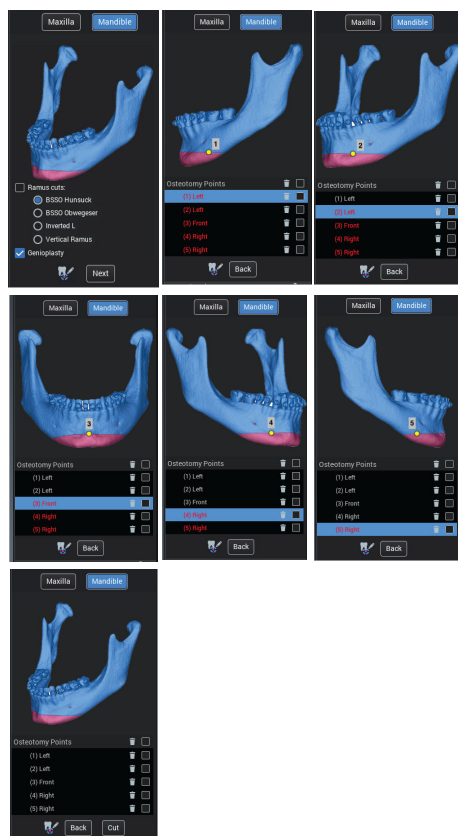 Maxilla Mandible
Ramus cuts:
BSSO Hunsuck
BSSO Obwegeser
Inverted L
Vertical Ramus
Genioplasty
Next
Maxilla Mandible
1
Osteotomy Points
(1) Left
(2) Left
(3) Front
(4) Right
(5) Right
Back
Maxilla Mandible
2
Osteotomy Points
(1) Left
(2) Left
(3) Front
(4) Right
(5) Right
Back
Maxilla Mandible
3
Osteotomy Points
(1) Left
(2) Left
(3) Front
(4) Right
(5) Right
Back
Maxilla Mandible
4
Osteotomy Points
(1) Left
(2) Left
(3) Front
(4) Right
(5) Right
Back
Maxilla Mandible
5
Osteotomy Points
(1) Left
(2) Left
(3) Front
(4) Right
(5) Right
Back
Maxilla Mandible
Osteotomy Points
(1) Left
(2) Left
(3) Front
(4) Right
(5) Right
Back Cut